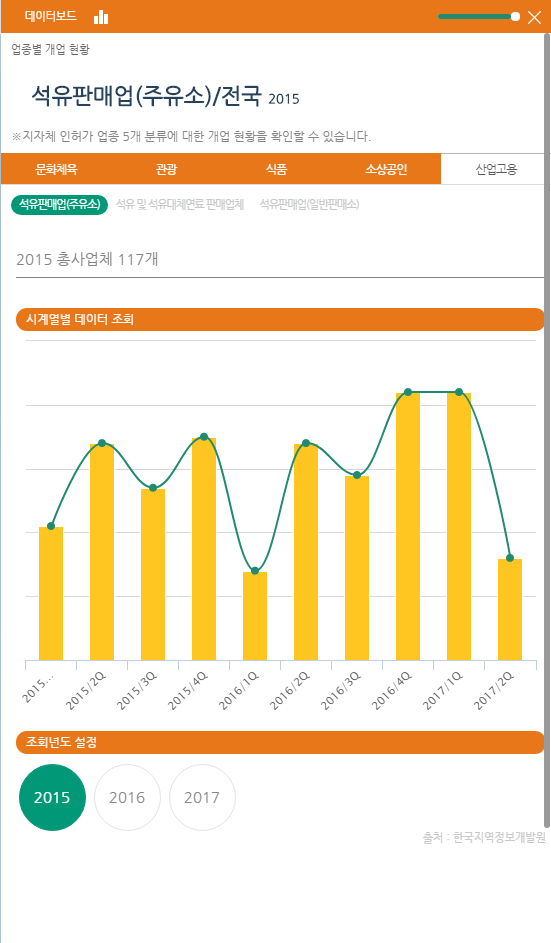 데이터보드
업종별 개업 현황
석유판매업(주유소)/전국 2015
※지자체 인허가 업종 5개 분류에 대한 개업 현황을 확인할 수 있습니다.
문화체육 관광 식품 소상공인 산업고용
석유판매업(주유소) 석유 및 석유대체연료 판매업체 석유판매업(일반판매소)
2015 총사업체 117개
시계열별 데이터 조회
2015... 2015/2Q 2015/3Q 2015/4Q 2016/1Q 2016/2Q 2016/3Q 2016/4Q 2017/1Q 2017/2Q
조회년도 설정
2015 2016 2017
출처 : 한국지역정보개발원